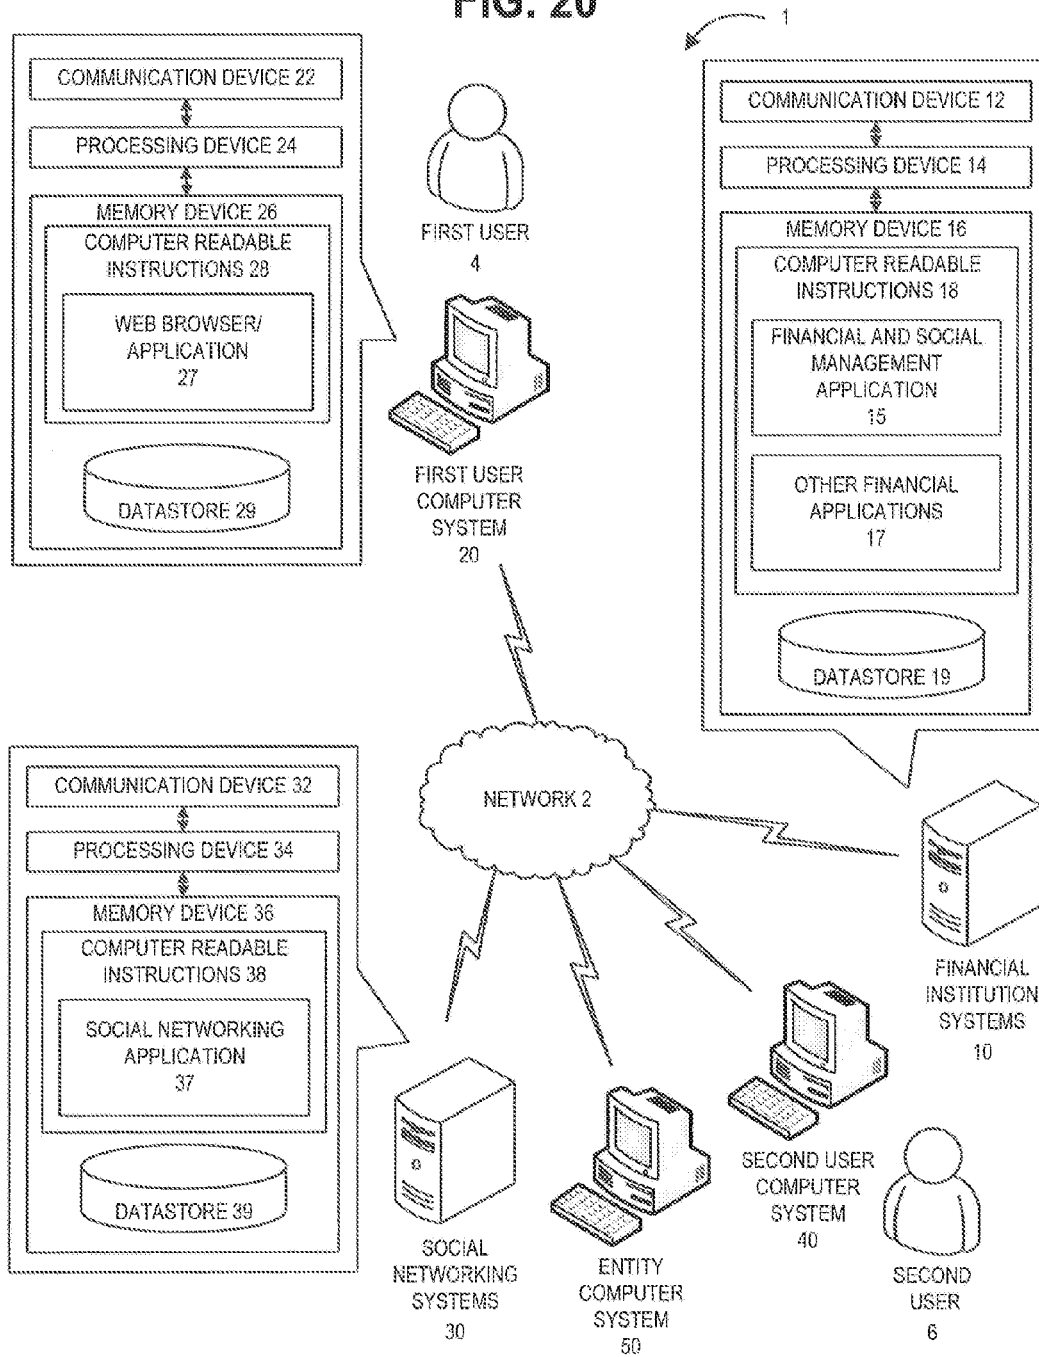 FIG. 20
1
COMMUNICATION DEVICE 22
PROCESSING DEVICE 24
MEMORY DEVICE 26
COMPUTER READABLE
INSTRUCTIONS 28
WEB BROWSER/
APPLICATION
27
DATASTORE 29
FIRST USER
4
FIRST USER
COMPUTER
SYSTEM
20
COMMUNICATION DEVICE 12
PROCESSING DEVICE 14
MEMORY DEVICE 16
COMPUTER READABLE
INSTRUCTIONS 18
FINANCIAL AND SOCIAL
MANAGEMENT
APPLICATION
15
OTHER FINANCIAL
APPLICATIONS
17
DATASTORE 19
NETWORK 2
COMMUNICATION DEVICE 32
PROCESSING DEVICE 34
MEMORY DEVICE 36
COMPUTER READABLE
INSTRUCTIONS 38
SOCIAL NETWORKING
APPLICATION
37
DATASTORE 39
FINANCIAL
INSTITUTION
SYSTEMS
10
SOCIAL
NETWORKING
SYSTEMS
30
ENTITY
COMPUTER
SYSTEM
50
SECOND USER
COMPUTER
SYSTEM
40
SECOND
USER
6